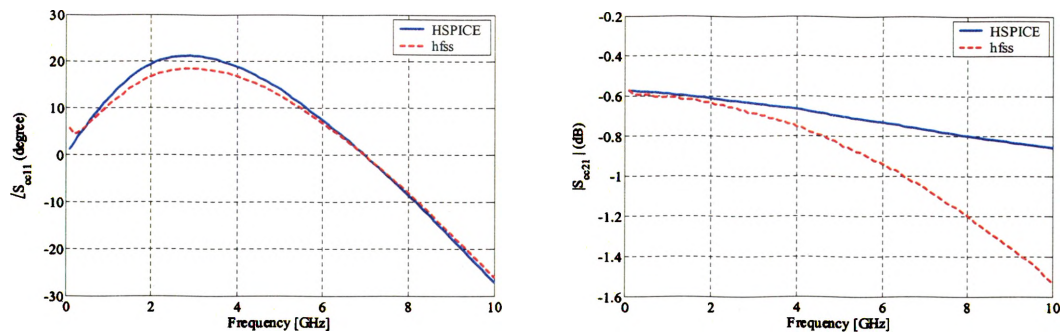 30
20
10
0
-10
-20
-30
∠S_cc11 (degree)
HSPICE
hfss
0 2 4 6 8 10
Frequency [GHz]
-0.2
-0.4
-0.6
-0.8
-1
-1.2
-1.4
-1.6
|S_cc21| (dB)
HSPICE
hfss
0 2 4 6 8 10
Frequency [GHz]